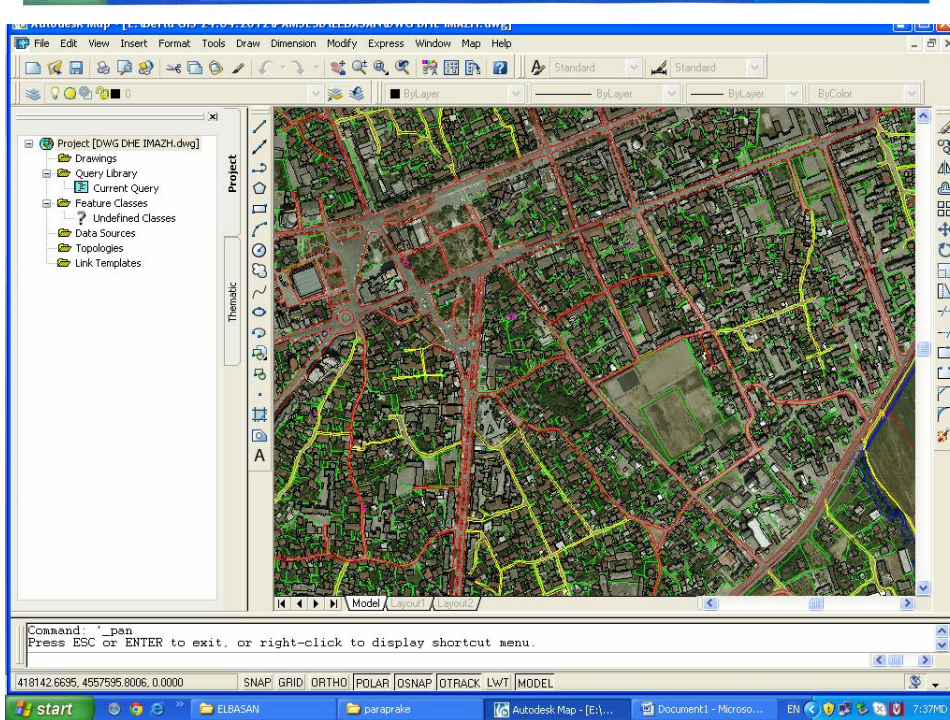 File Edit View Insert Format Tools Draw Dimension Modify Express Window Map Help
Standard Standard
0 ByLayer ByLayer ByLayer ByColor
Project [DWG DHE IMAZH.dwg]
Drawings
Query Library
Current Query
Feature Classes
Undefined Classes
Data Sources
Topologies
Link Templates
Project
Thematic
A
Model Layout1 Layout2
Command: '_pan
Press ESC or ENTER to exit, or right-click to display shortcut menu.
418142.6695, 4557595.8006, 0.0000 SNAP GRID ORTHO POLAR OSNAP OTRACK LWT MODEL
start ELBASAN paraprake Autodesk Map - [E:\... Document1 - Microso... EN 7:37MD